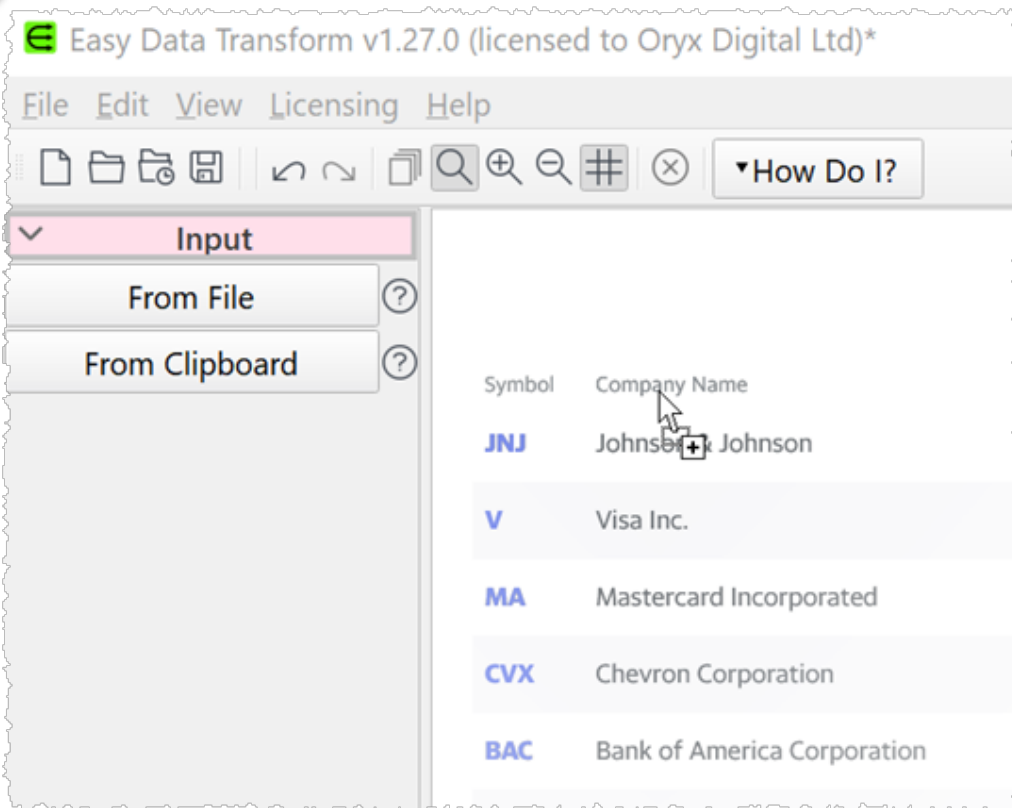 Easy Data Transform v1.27.0 (licensed to Oryx Digital Ltd)*
File Edit View Licensing Help
▼How Do I?
Input
From File
From Clipboard
Symbol Company Name
JNJ Johnson & Johnson
V Visa Inc.
MA Mastercard Incorporated
CVX Chevron Corporation
BAC Bank of America Corporation